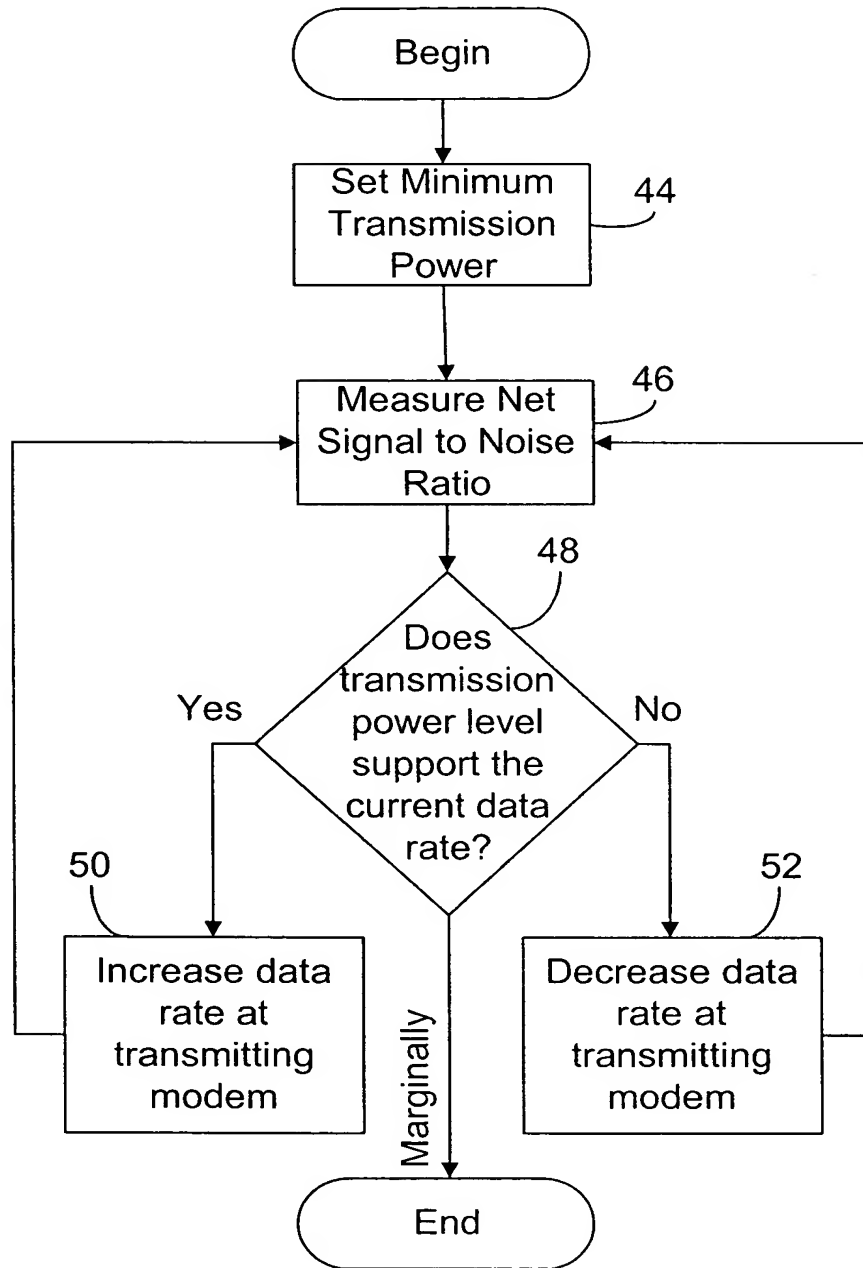 Begin
Set Minimum
Transmission
Power
44
Measure Net
Signal to Noise
Ratio
46
48
Does
transmission
power level
support the
current data
rate?
Yes
No
50
Increase data
rate at
transmitting
modem
52
Decrease data
rate at
transmitting
modem
Marginally
End